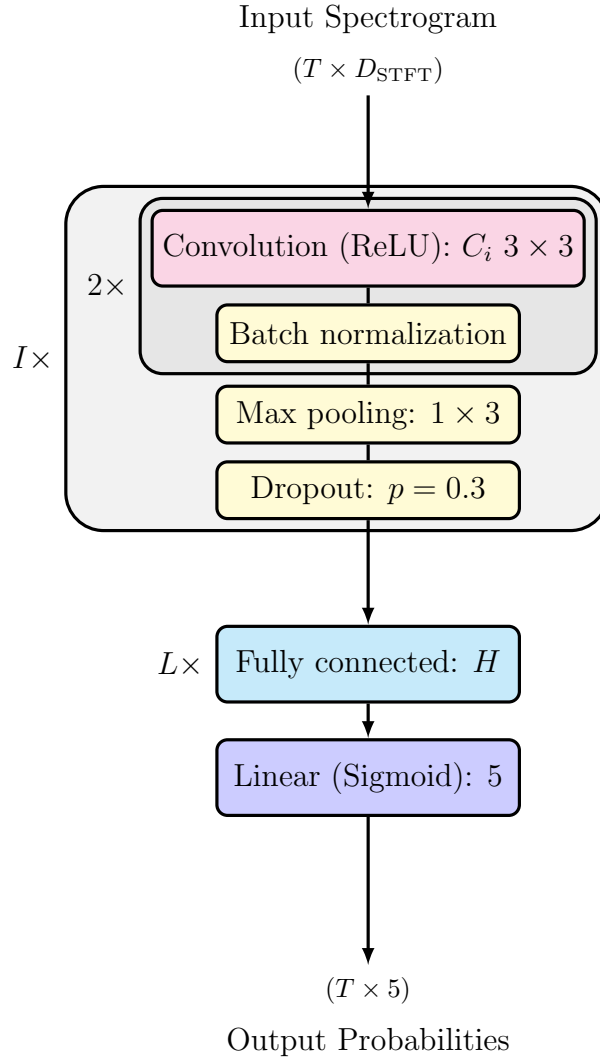 Input Spectrogram
(T × D_STFT)
Convolution (ReLU): C_i 3 × 3
2×
Batch normalization
I×
Max pooling: 1 × 3
Dropout: p = 0.3
L×
Fully connected: H
Linear (Sigmoid): 5
(T × 5)
Output Probabilities